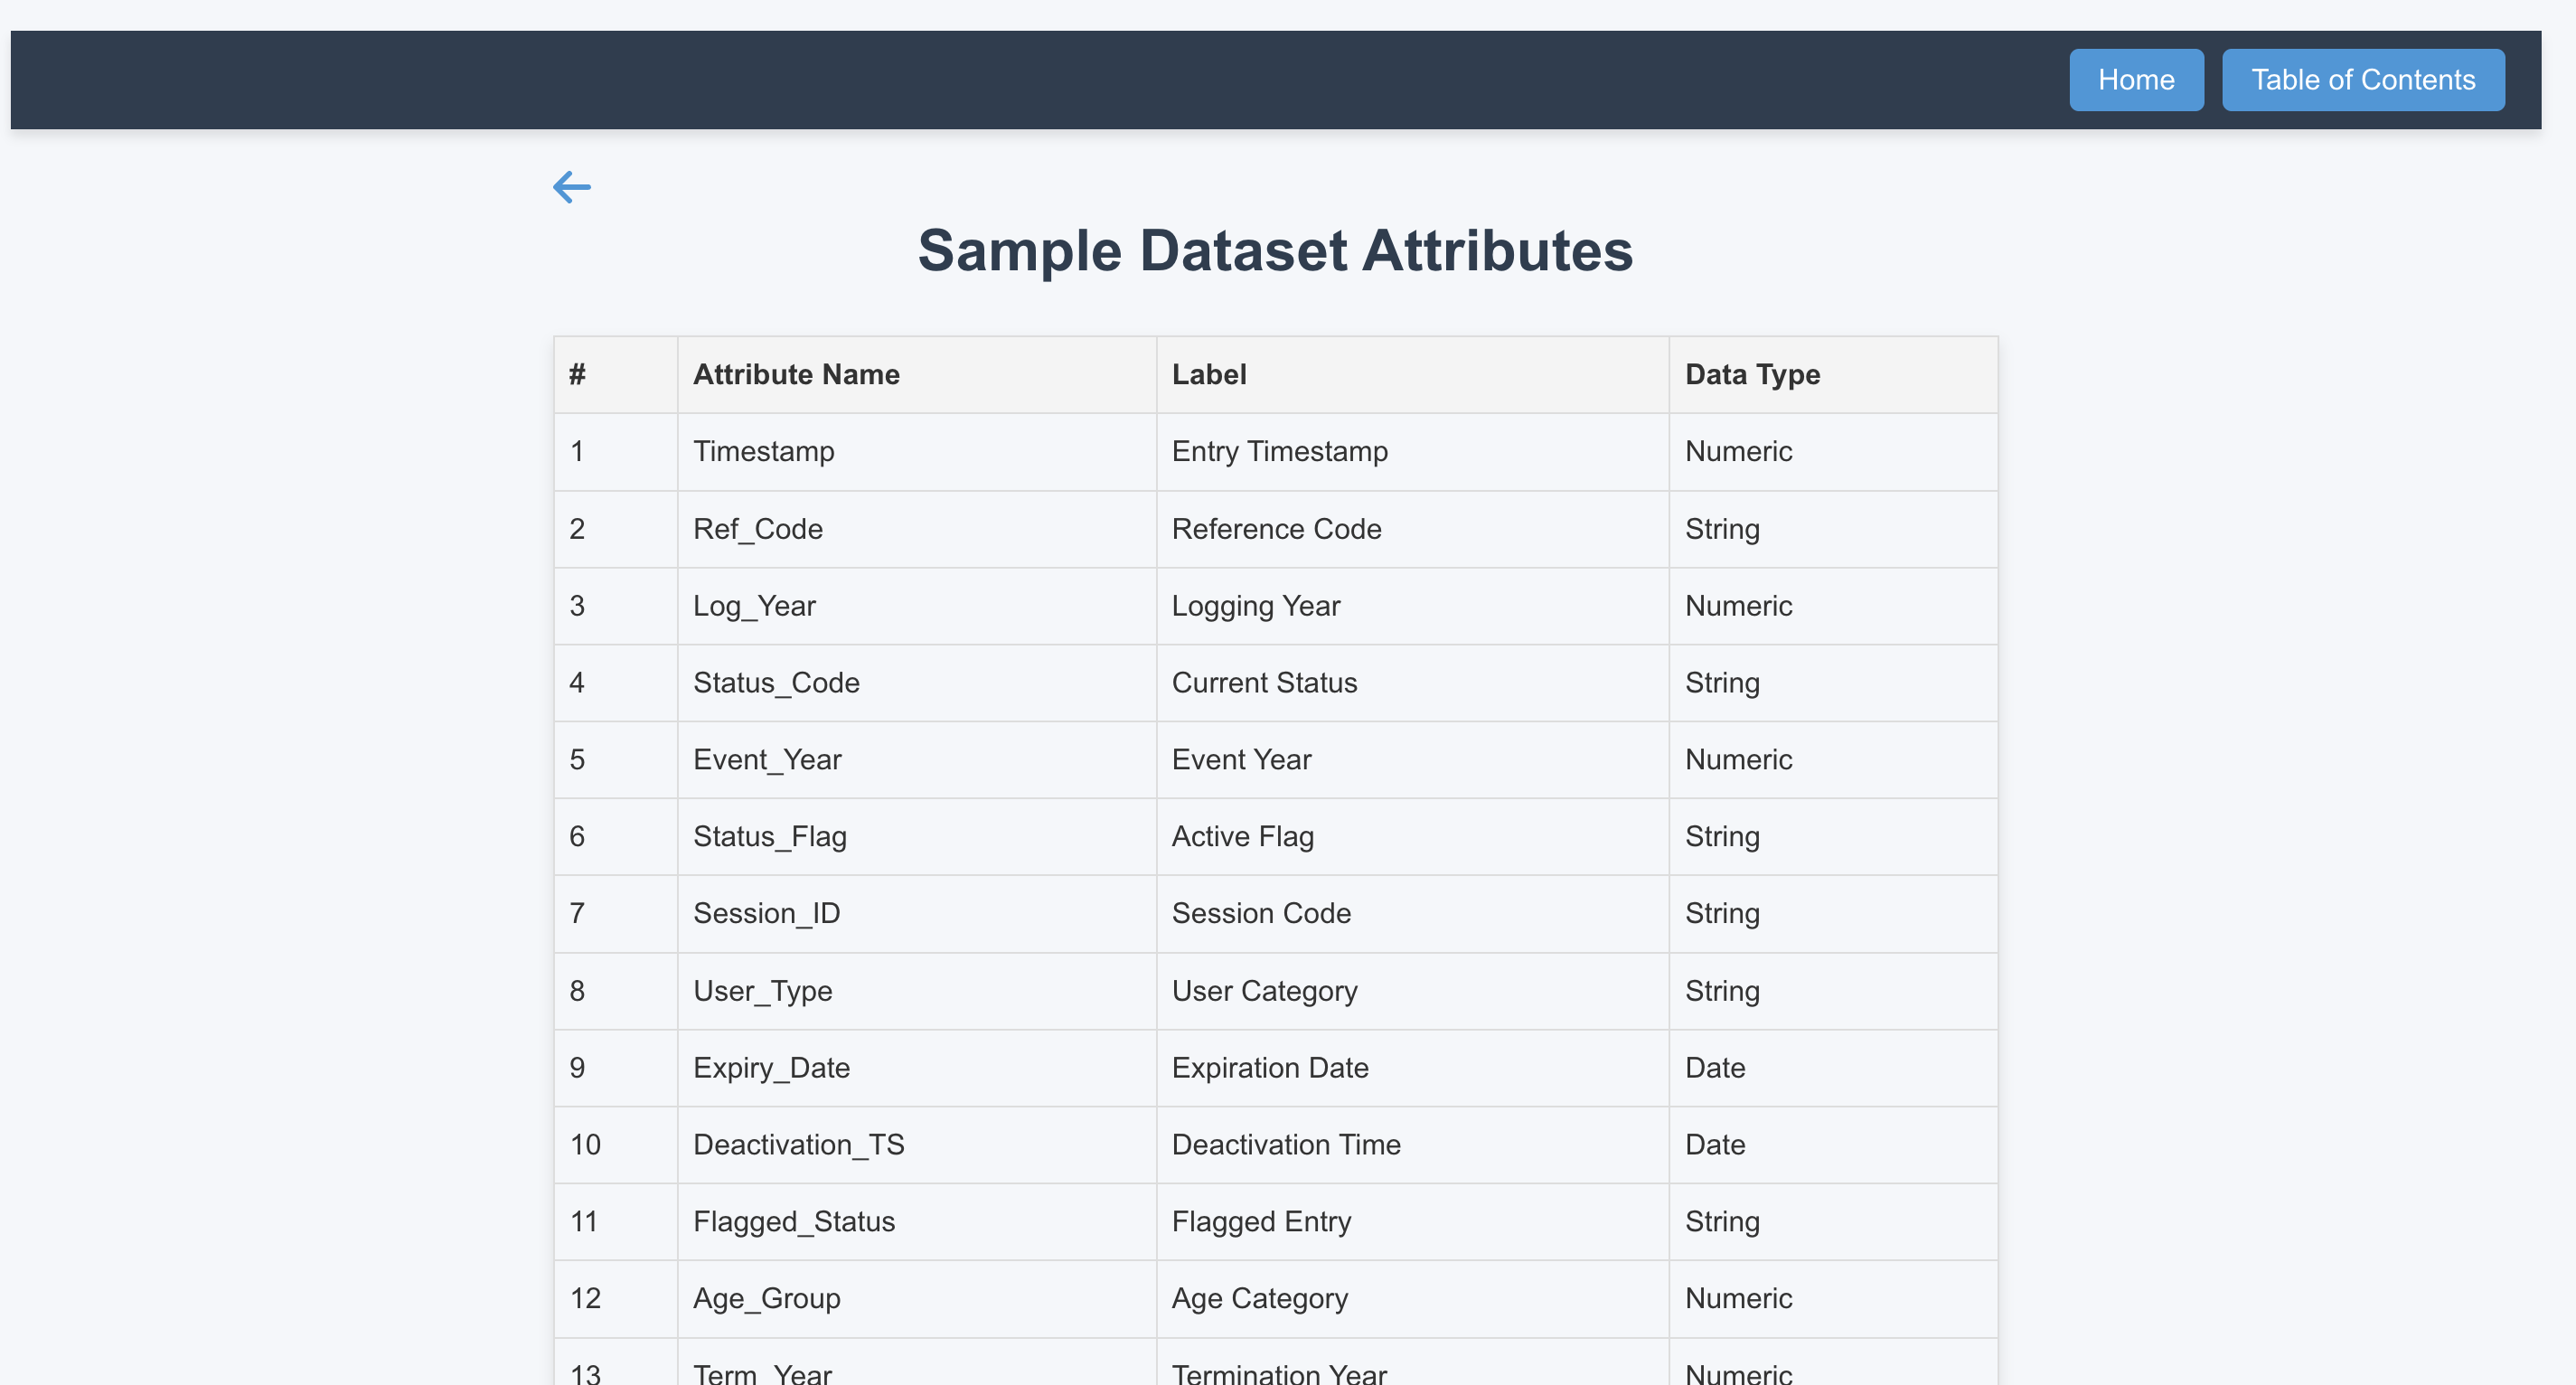 Home Table of Contents
Sample Dataset Attributes
# Attribute Name Label Data Type
1 Timestamp Entry Timestamp Numeric
2 Ref_Code Reference Code String
3 Log_Year Logging Year Numeric
4 Status_Code Current Status String
5 Event_Year Event Year Numeric
6 Status_Flag Active Flag String
7 Session_ID Session Code String
8 User_Type User Category String
9 Expiry_Date Expiration Date Date
10 Deactivation_TS Deactivation Time Date
11 Flagged_Status Flagged Entry String
12 Age_Group Age Category Numeric
13 Term_Year Termination Year Numeric